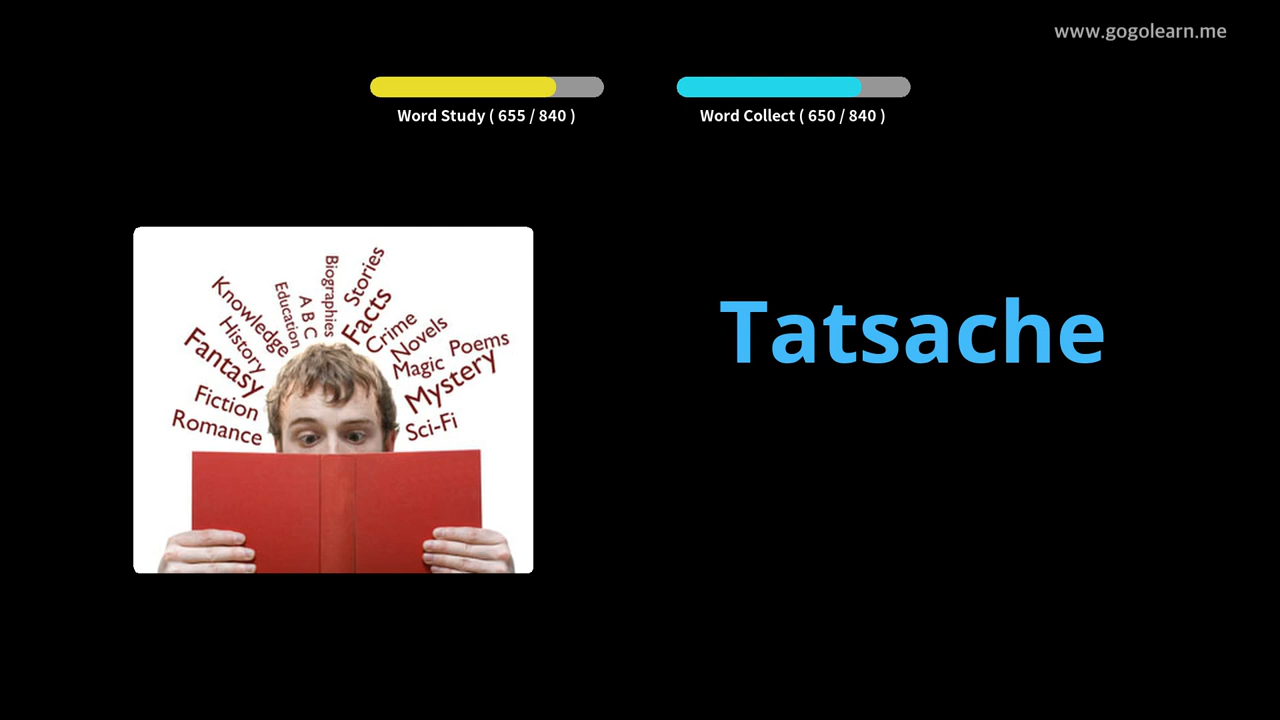 www.gogolearn.me
Word Study ( 655 / 840 )
Word Collect ( 650 / 840 )
Tatsache
Romance
Fiction
Fantasy
History
Knowledge
Education
A B C
Biographies
Stories
Facts
Crime
Novels
Magic
Poems
Mystery
Sci-Fi